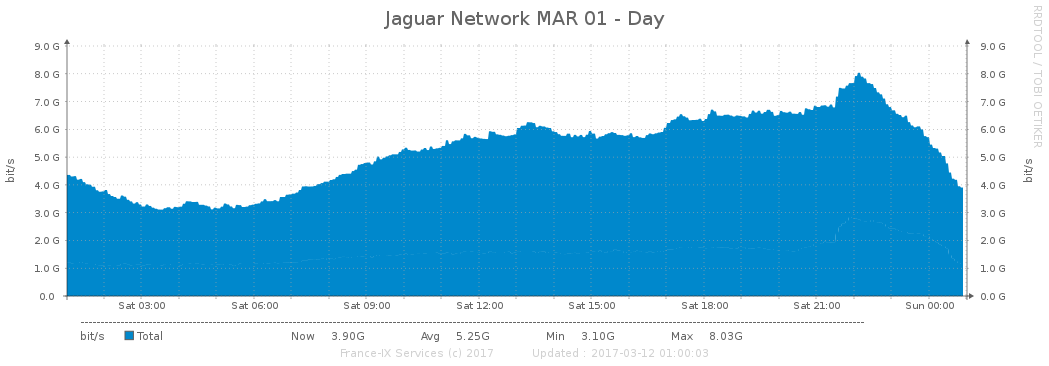 Jaguar Network MAR 01 - Day
RRDTOOL / TOBI OETIKER
bit/s
9.0 G 9.0 G
8.0 G 8.0 G
7.0 G 7.0 G
6.0 G 6.0 G
5.0 G 5.0 G
4.0 G 4.0 G
3.0 G 3.0 G
2.0 G 2.0 G
1.0 G 1.0 G
0.0 0.0 G
bit/s
Sat 03:00 Sat 06:00 Sat 09:00 Sat 12:00 Sat 15:00 Sat 18:00 Sat 21:00 Sun 00:00
bit/s Total Now 3.90G Avg 5.25G Min 3.10G Max 8.03G
France-IX Services (c) 2017 Updated : 2017-03-12 01:00:03